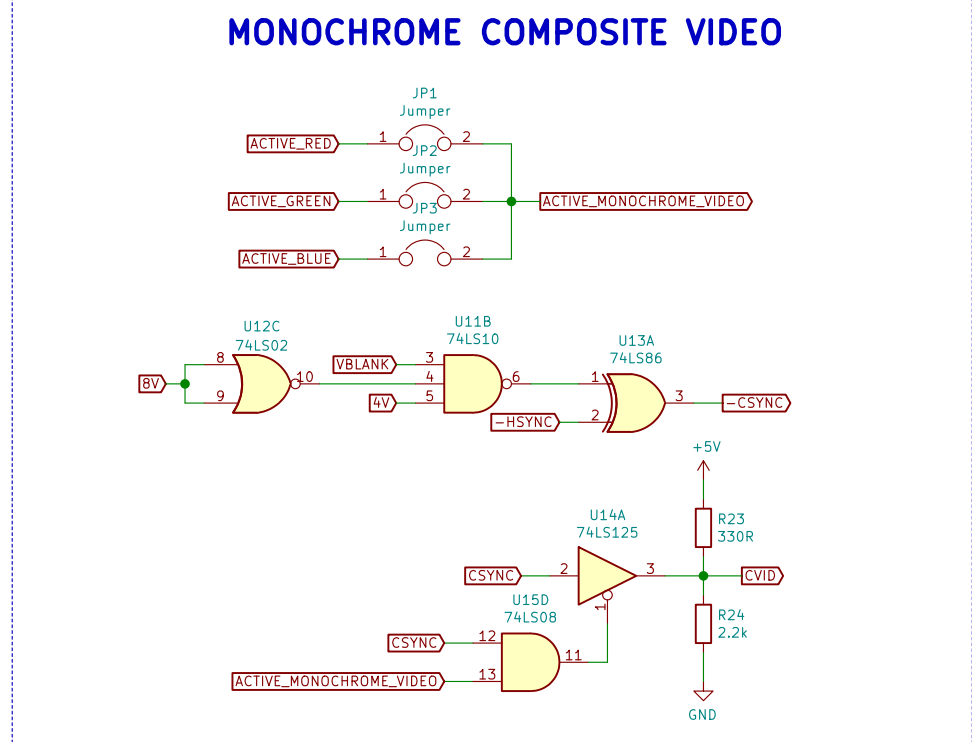 MONOCHROME COMPOSITE VIDEO
JP1
Jumper
ACTIVE_RED 1 2
JP2
Jumper
ACTIVE_GREEN 1 2 ACTIVE_MONOCHROME_VIDEO
JP3
Jumper
ACTIVE_BLUE 1 2
U12C
74LS02
8
8V
9
10
U11B
74LS10
VBLANK 3
4
4V 5
6
U13A
74LS86
1
-HSYNC 2
3 -CSYNC
+5V
R23
330R
U14A
74LS125
CSYNC 2 3 CVID
1
R24
2.2k
GND
U15D
74LS08
CSYNC 12
ACTIVE_MONOCHROME_VIDEO 13
11